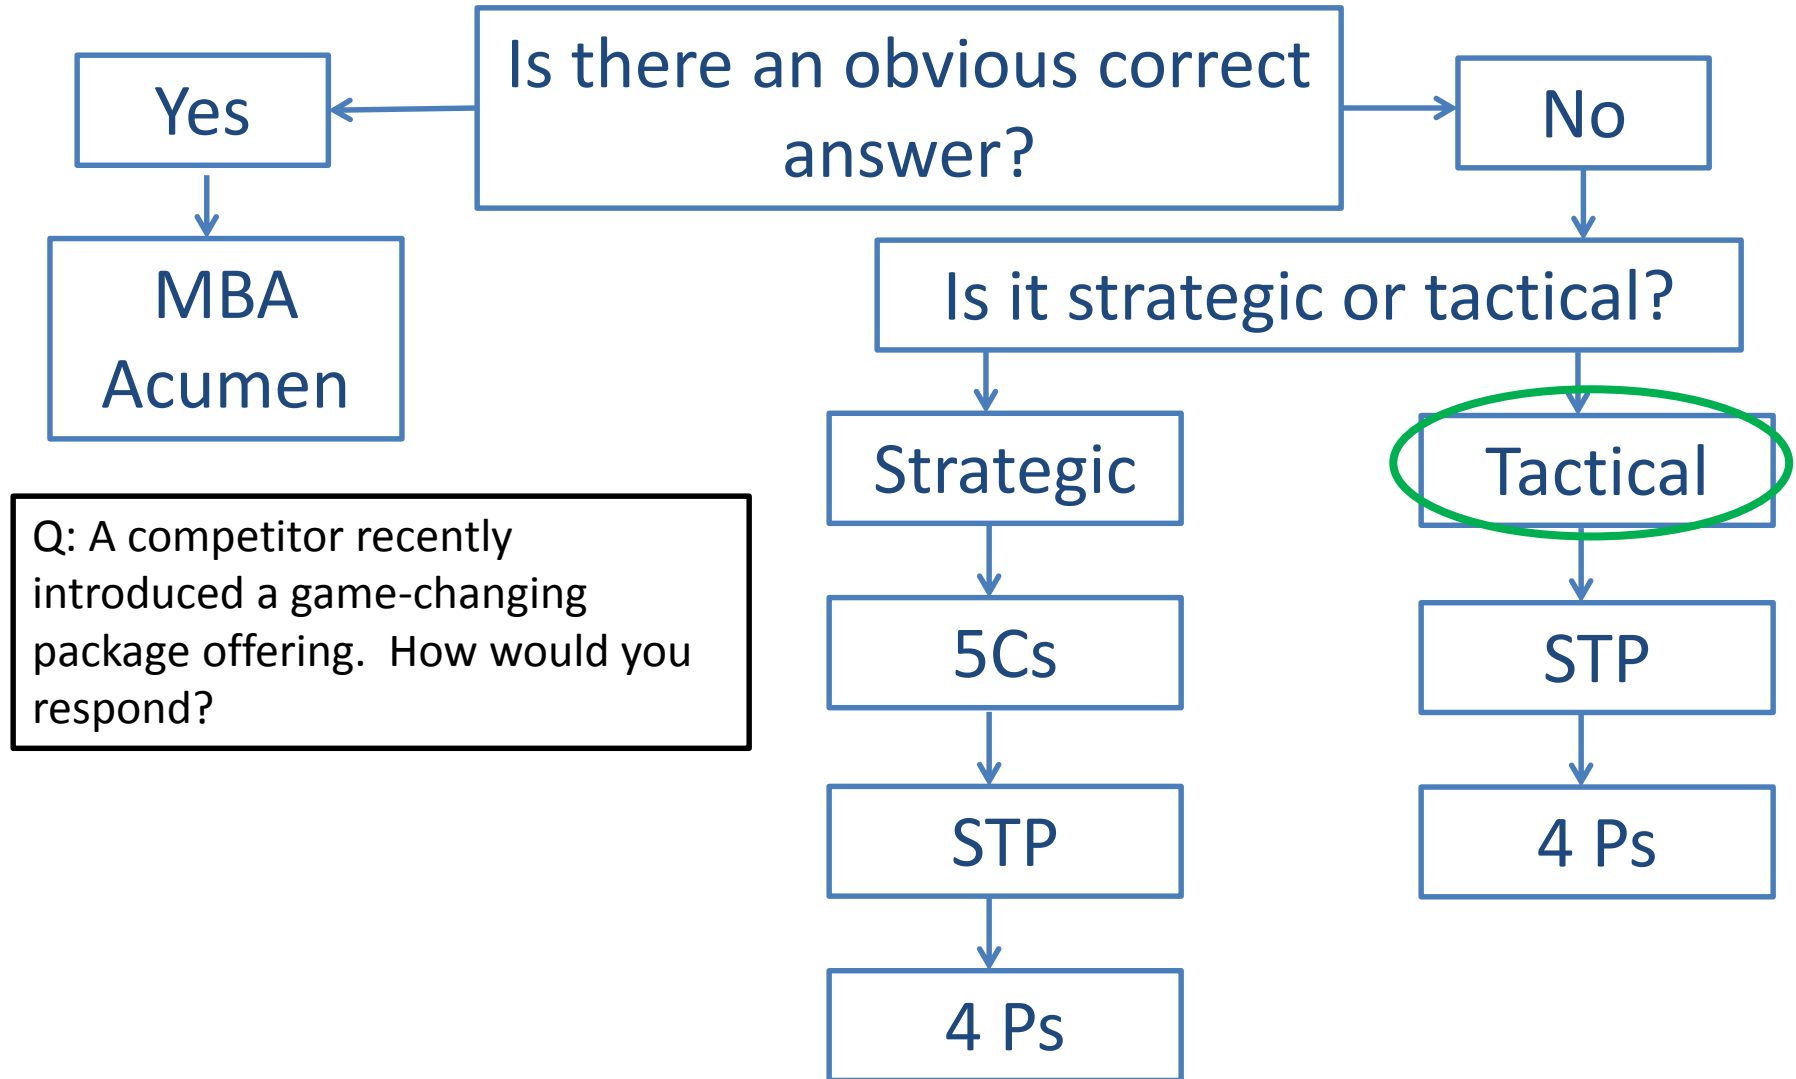 Is there an obvious correct
answer?
Yes
No
MBA
Acumen
Is it strategic or tactical?
Strategic
Tactical
Q: A competitor recently
introduced a game-changing
package offering.  How would you
respond?
5Cs
STP
STP
4 Ps
4 Ps